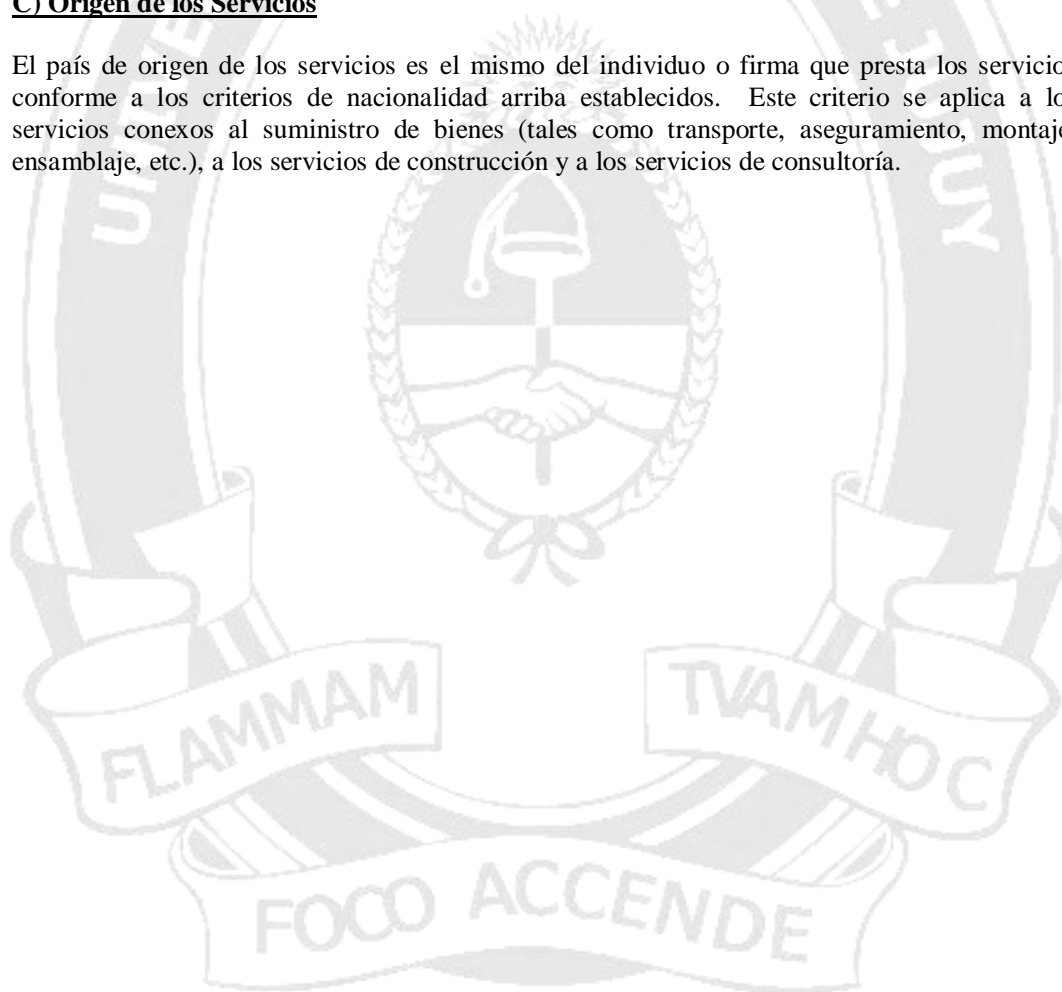 C) Origen de los Servicios
El país de origen de los servicios es el mismo del individuo o firma que presta los servicio
conforme a los criterios de nacionalidad arriba establecidos. Este criterio se aplica a lo
servicios conexos al suministro de bienes (tales como transporte, aseguramiento, montaje
ensamblaje, etc.), a los servicios de construcción y a los servicios de consultoría.
UNIVE
E JUJUY
FLAMMAM
TVAM HOC
FOCO ACCENDE